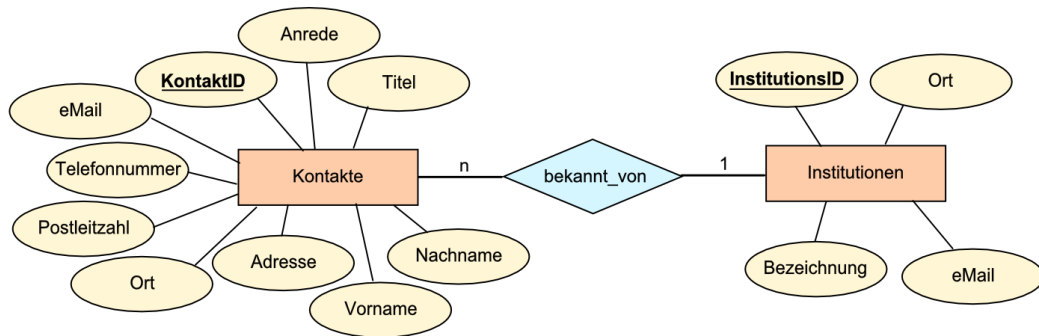 Anrede
KontaktID
Titel
InstitutionsID
Ort
eMail
Telefonnummer
Kontakte
n
bekannt_von
1
Institutionen
Postleitzahl
Ort
Adresse
Nachname
Vorname
Bezeichnung
eMail